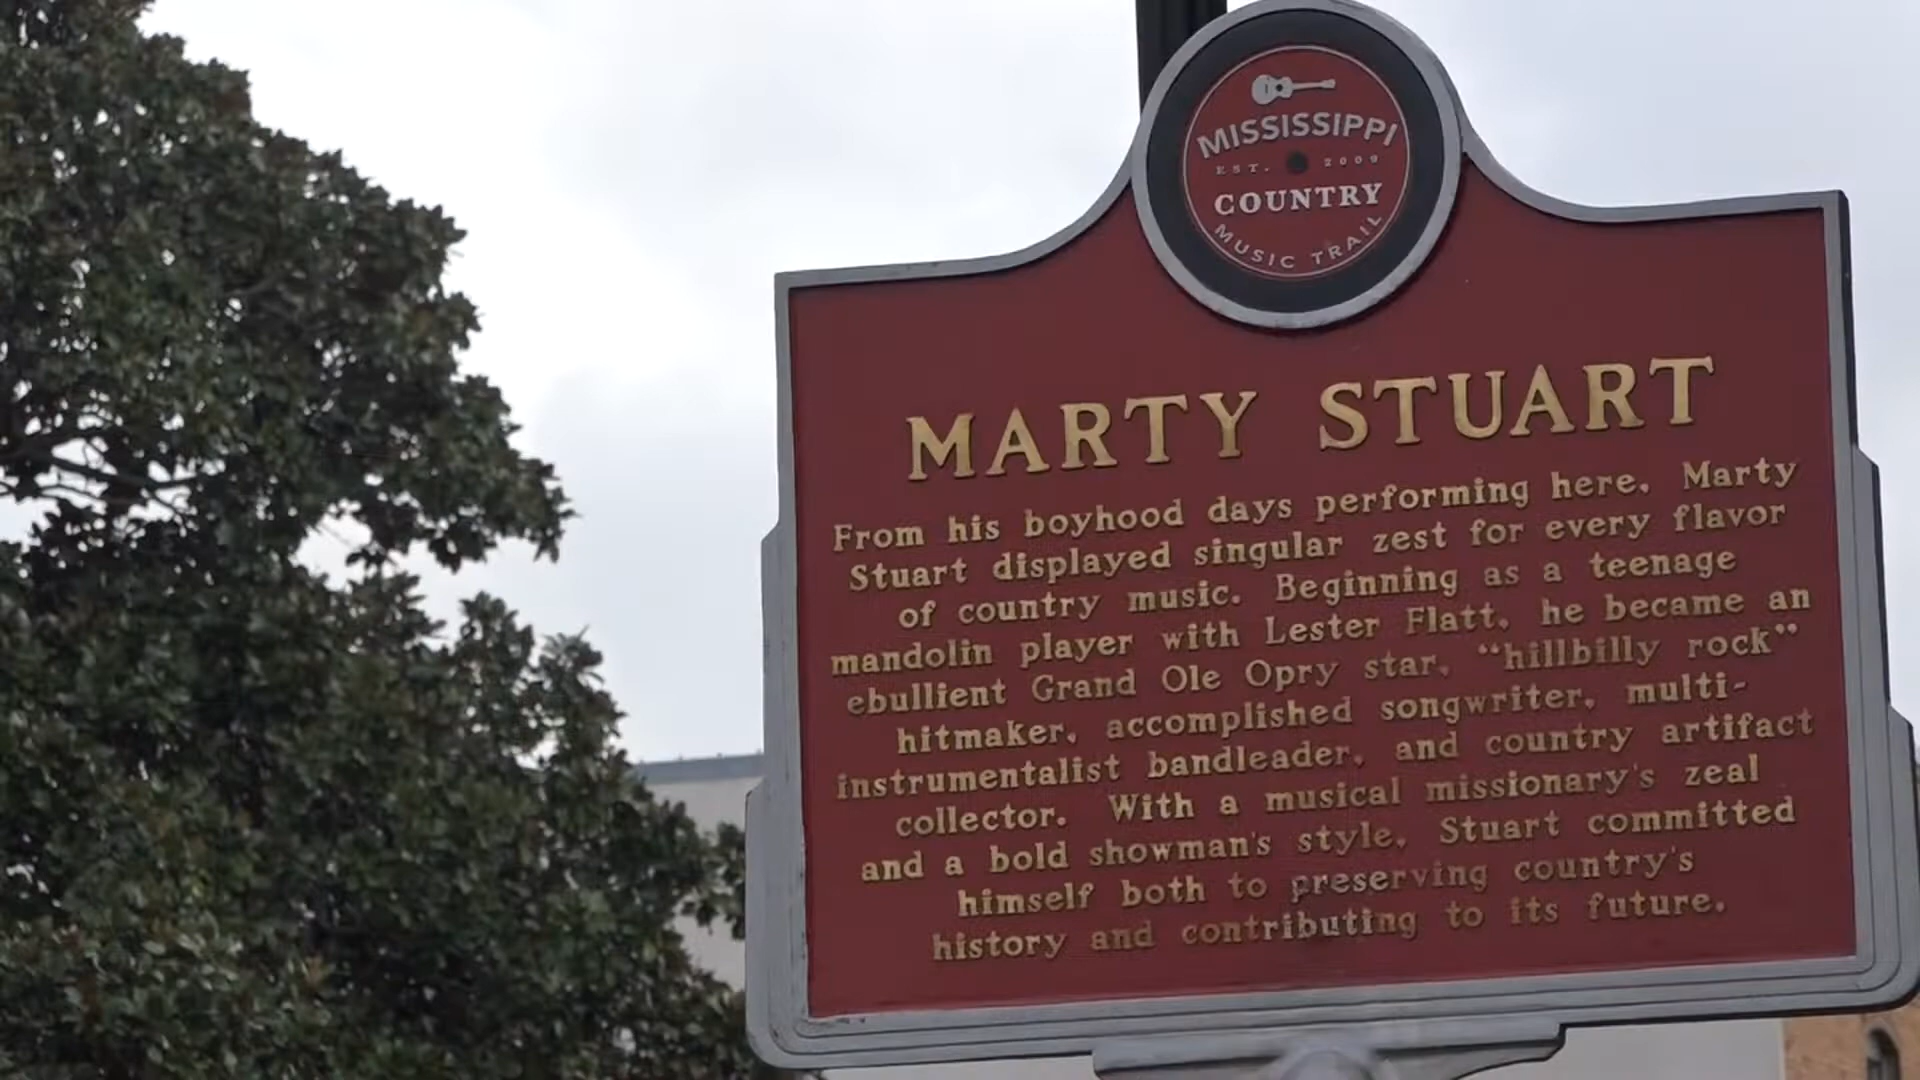 MISSISSIPPI
EST. 2009
COUNTRY
MUSIC TRAIL
MARTY STUART
From his boyhood days performing here, Marty
Stuart displayed singular zest for every flavor
of country music. Beginning as a teenage
mandolin player with Lester Flatt, he became an
ebullient Grand Ole Opry star, “hillbilly rock”
hitmaker, accomplished songwriter, multi-
instrumentalist bandleader, and country artifact
collector. With a musical missionary's zeal
and a bold showman's style, Stuart committed
himself both to preserving country's
history and contributing to its future.